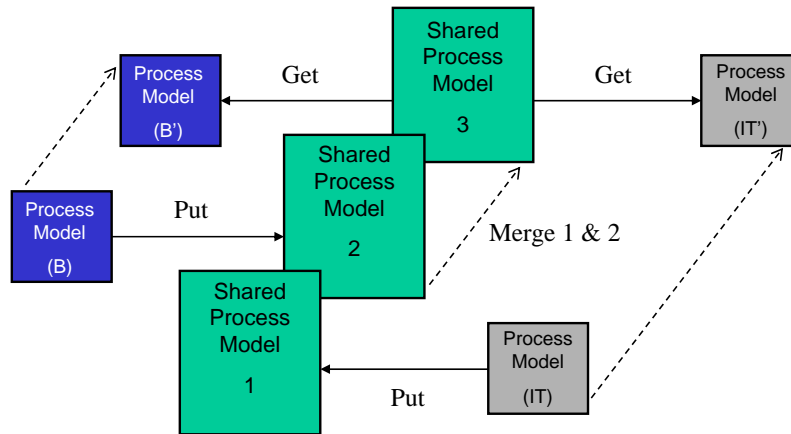 Shared
Process
Model
3
Process
Model
(B’)
Get
Get
Process
Model
(IT’)
Shared
Process
Model
2
Process
Model
(B)
Put
Merge 1 & 2
Shared
Process
Model
1
Process
Model
(IT)
Put